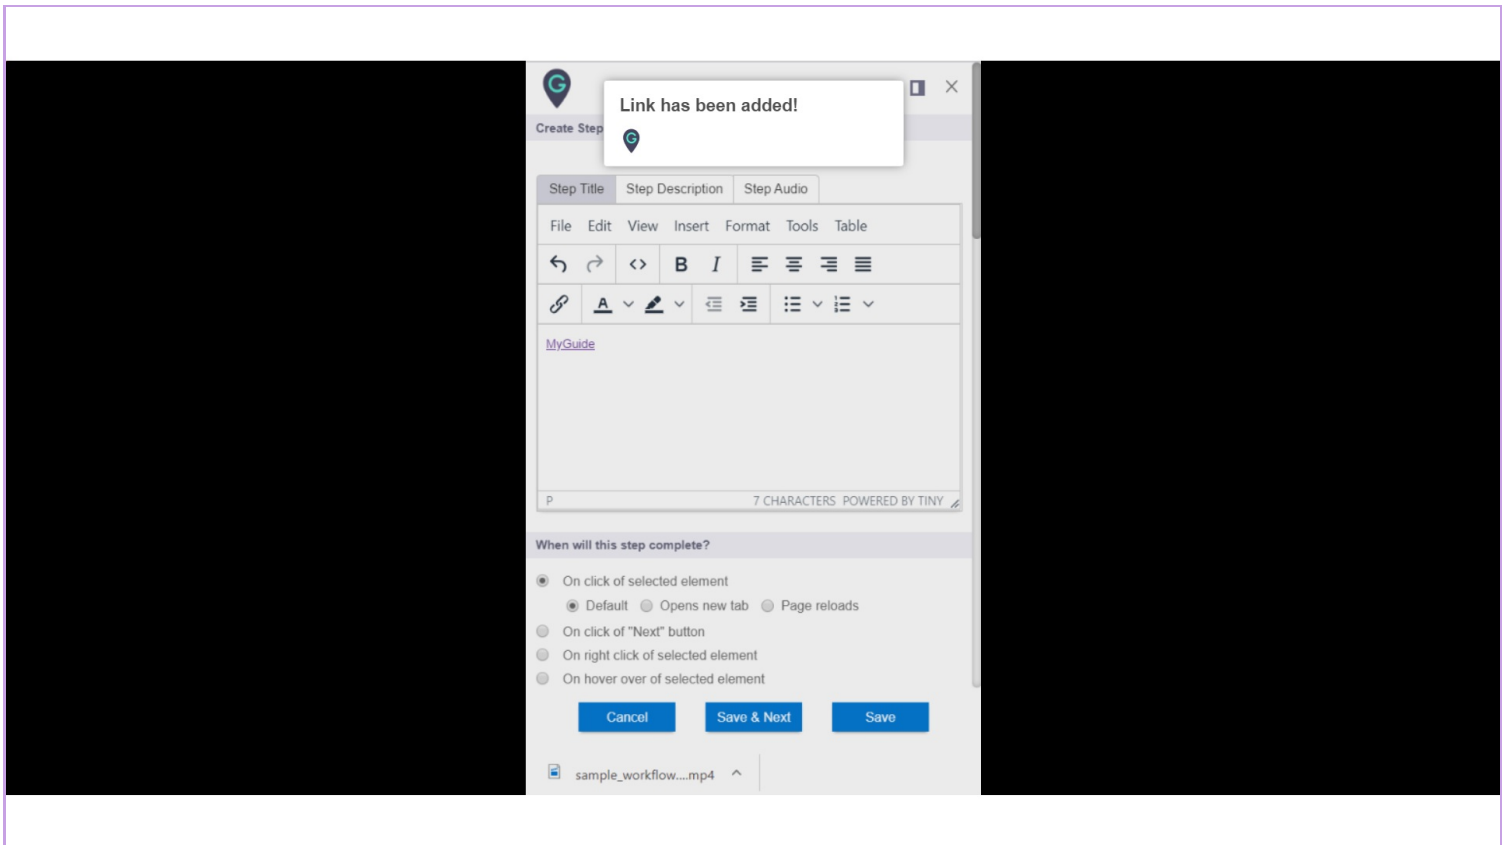 Link has been added!
G
G
Create Step
Step Title Step Description Step Audio
File Edit View Insert Format Tools Table
B I
A
MyGuide
P 7 CHARACTERS POWERED BY TINY
When will this step complete?
On click of selected element
Default Opens new tab Page reloads
On click of "Next" button
On right click of selected element
On hover over of selected element
Cancel Save & Next Save
sample_workflow....mp4